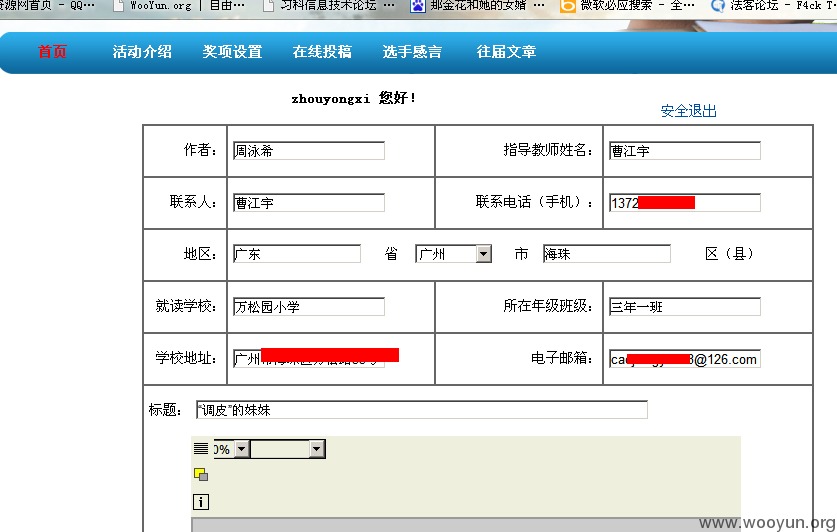 资源网首页 - QQ… WooYun.org | 自由… 习科信息技术论坛 … 那金花和她的女婿 … 微软必应搜索 - 全… 法客论坛 - F4ck T
首页 活动介绍 奖项设置 在线投稿 选手感言 往届文章
zhouyongxi 您好!
安全退出
作者: 周泳希 指导教师姓名: 曹江宇
联系人: 曹江宇 联系电话（手机）: 1372
地区: 广东 省 广州 市 海珠 区（县）
就读学校: 万松园小学 所在年级班级: 三年一班
学校地址: 广州 电子邮箱: @126.com
标题: “调皮”的妹妹
0%
i
www.wooyun.org